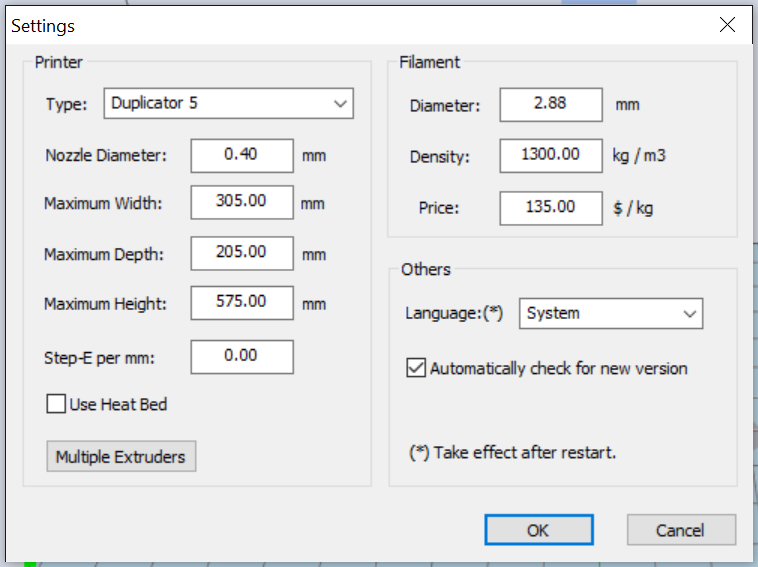 Settings
Printer
Type: Duplicator 5
Nozzle Diameter: 0.40 mm
Maximum Width: 305.00 mm
Maximum Depth: 205.00 mm
Maximum Height: 575.00 mm
Step-E per mm: 0.00
Use Heat Bed
Multiple Extruders
Filament
Diameter: 2.88 mm
Density: 1300.00 kg / m3
Price: 135.00 $ / kg
Others
Language:(*) System
Automatically check for new version
(*) Take effect after restart.
OK Cancel